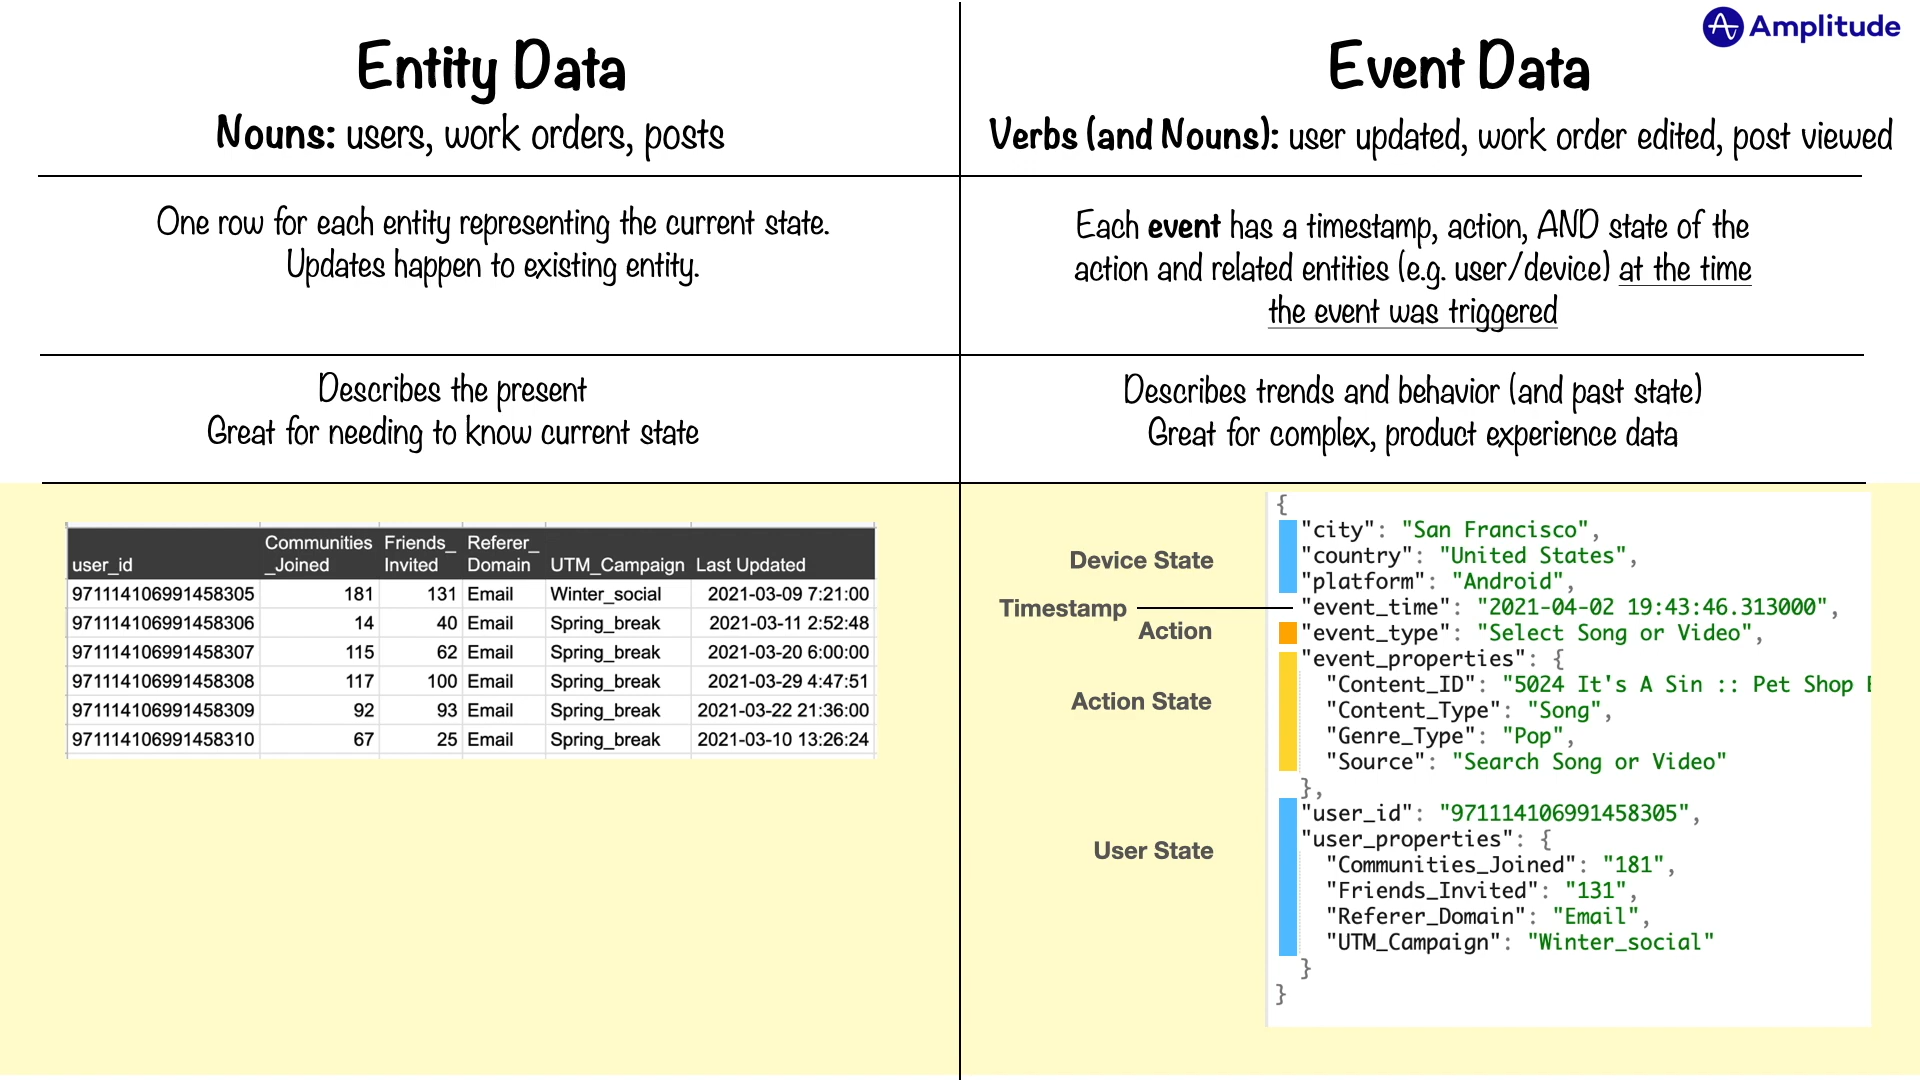 Amplitude
Entity Data
Nouns: users, work orders, posts
One row for each entity representing the current state.
Updates happen to existing entity.
Describes the present
Great for needing to know current state
user_id Communities_Joined Friends_Invited Referer_Domain UTM_Campaign Last Updated
971114106991458305 181 131 Email Winter_social 2021-03-09 7:21:00
971114106991458306 14 40 Email Spring_break 2021-03-11 2:52:48
971114106991458307 115 62 Email Spring_break 2021-03-20 6:00:00
971114106991458308 117 100 Email Spring_break 2021-03-29 4:47:51
971114106991458309 92 93 Email Spring_break 2021-03-22 21:36:00
971114106991458310 67 25 Email Spring_break 2021-03-10 13:26:24
Event Data
Verbs (and Nouns): user updated, work order edited, post viewed
Each event has a timestamp, action, AND state of the
action and related entities (e.g. user/device) at the time
the event was triggered
Describes trends and behavior (and past state)
Great for complex, product experience data
Device State
Timestamp
Action
Action State
User State
{
"city": "San Francisco",
"country": "United States",
"platform": "Android",
"event_time": "2021-04-02 19:43:46.313000",
"event_type": "Select Song or Video",
"event_properties": {
"Content_ID": "5024 It's A Sin :: Pet Shop
"Content_Type": "Song",
"Genre_Type": "Pop",
"Source": "Search Song or Video"
},
"user_id": "971114106991458305",
"user_properties": {
"Communities_Joined": "181",
"Friends_Invited": "131",
"Referer_Domain": "Email",
"UTM_Campaign": "Winter_social"
}
}